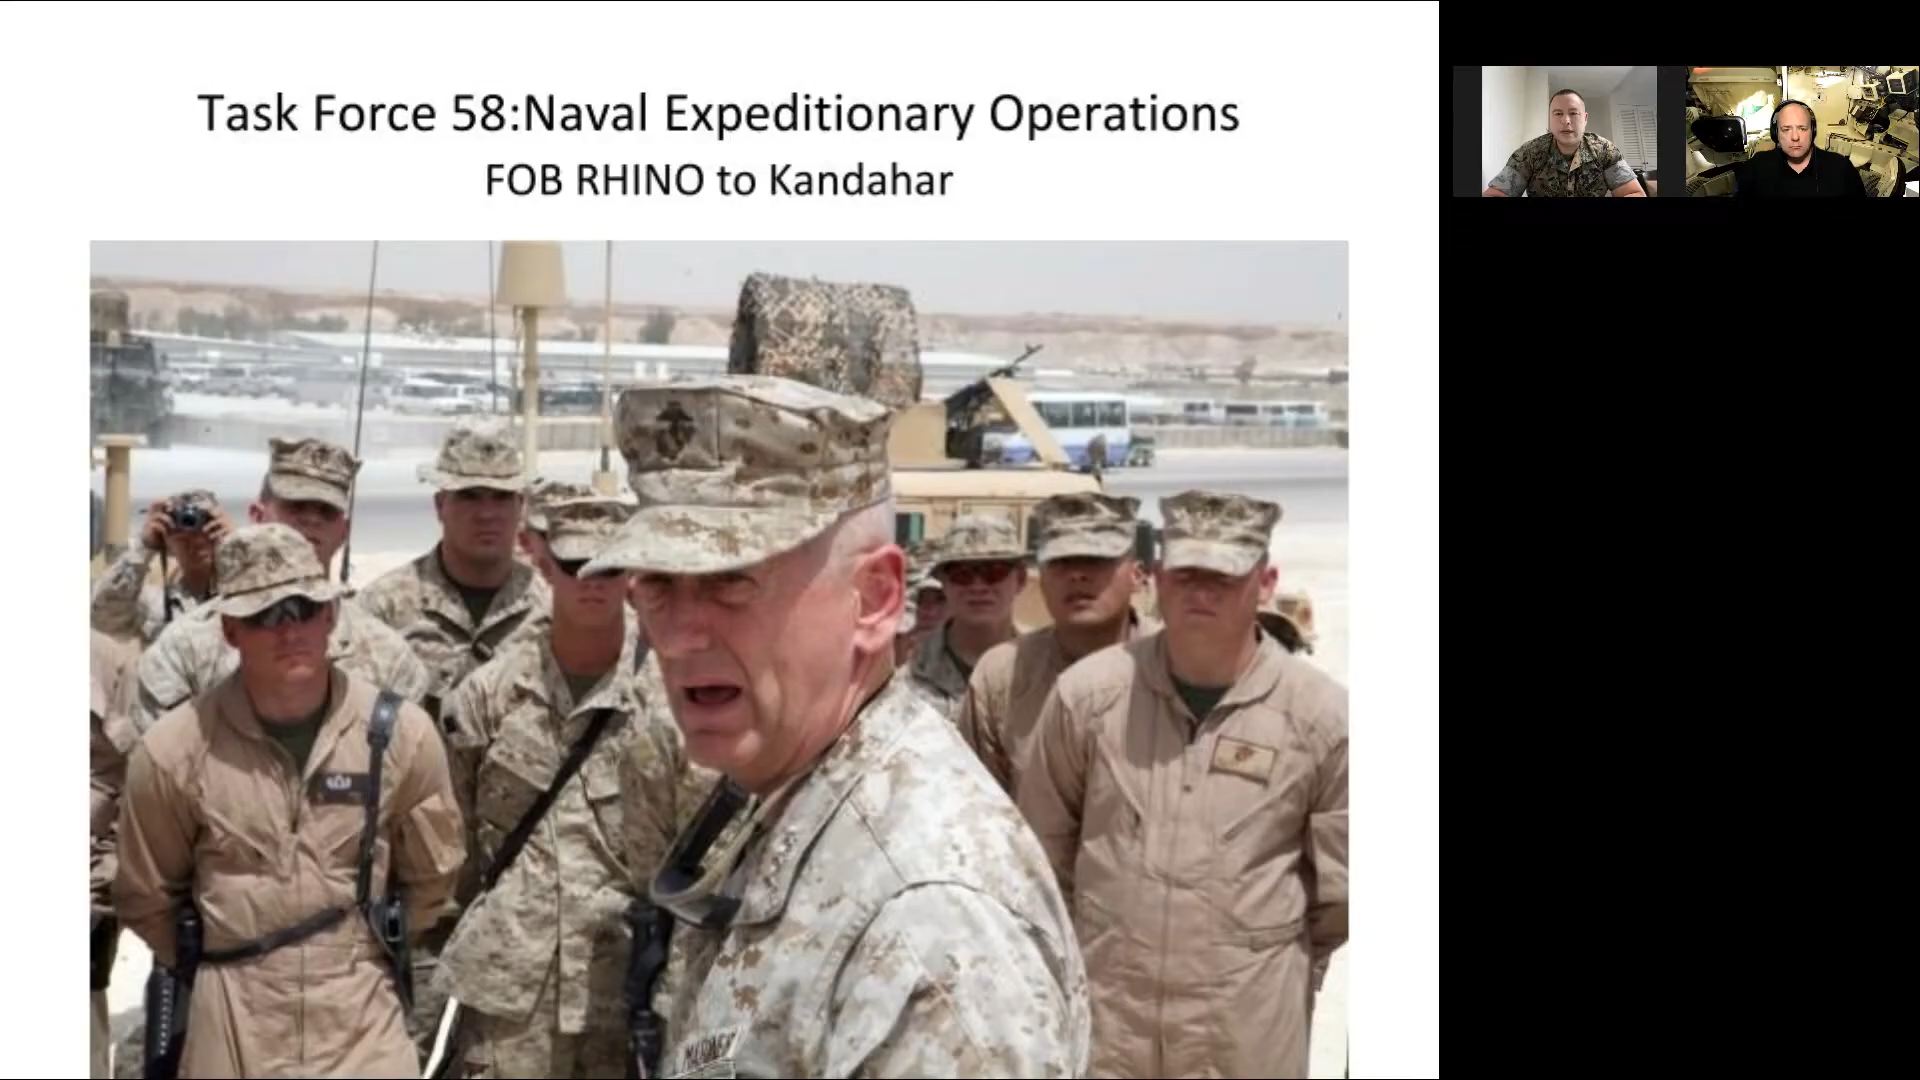 Task Force 58:Naval Expeditionary Operations
FOB RHINO to Kandahar